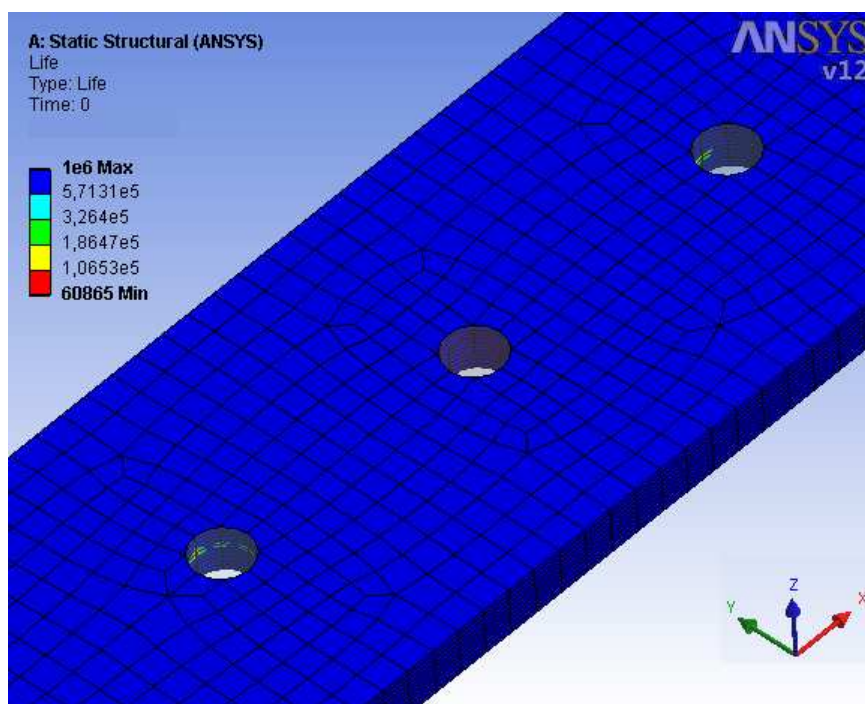 A: Static Structural (ANSYS)
Life
Type: Life
Time: 0
ANSYS
v12
1e6 Max
5,7131e5
3,264e5
1,8647e5
1,0653e5
60865 Min
Z
Y
X